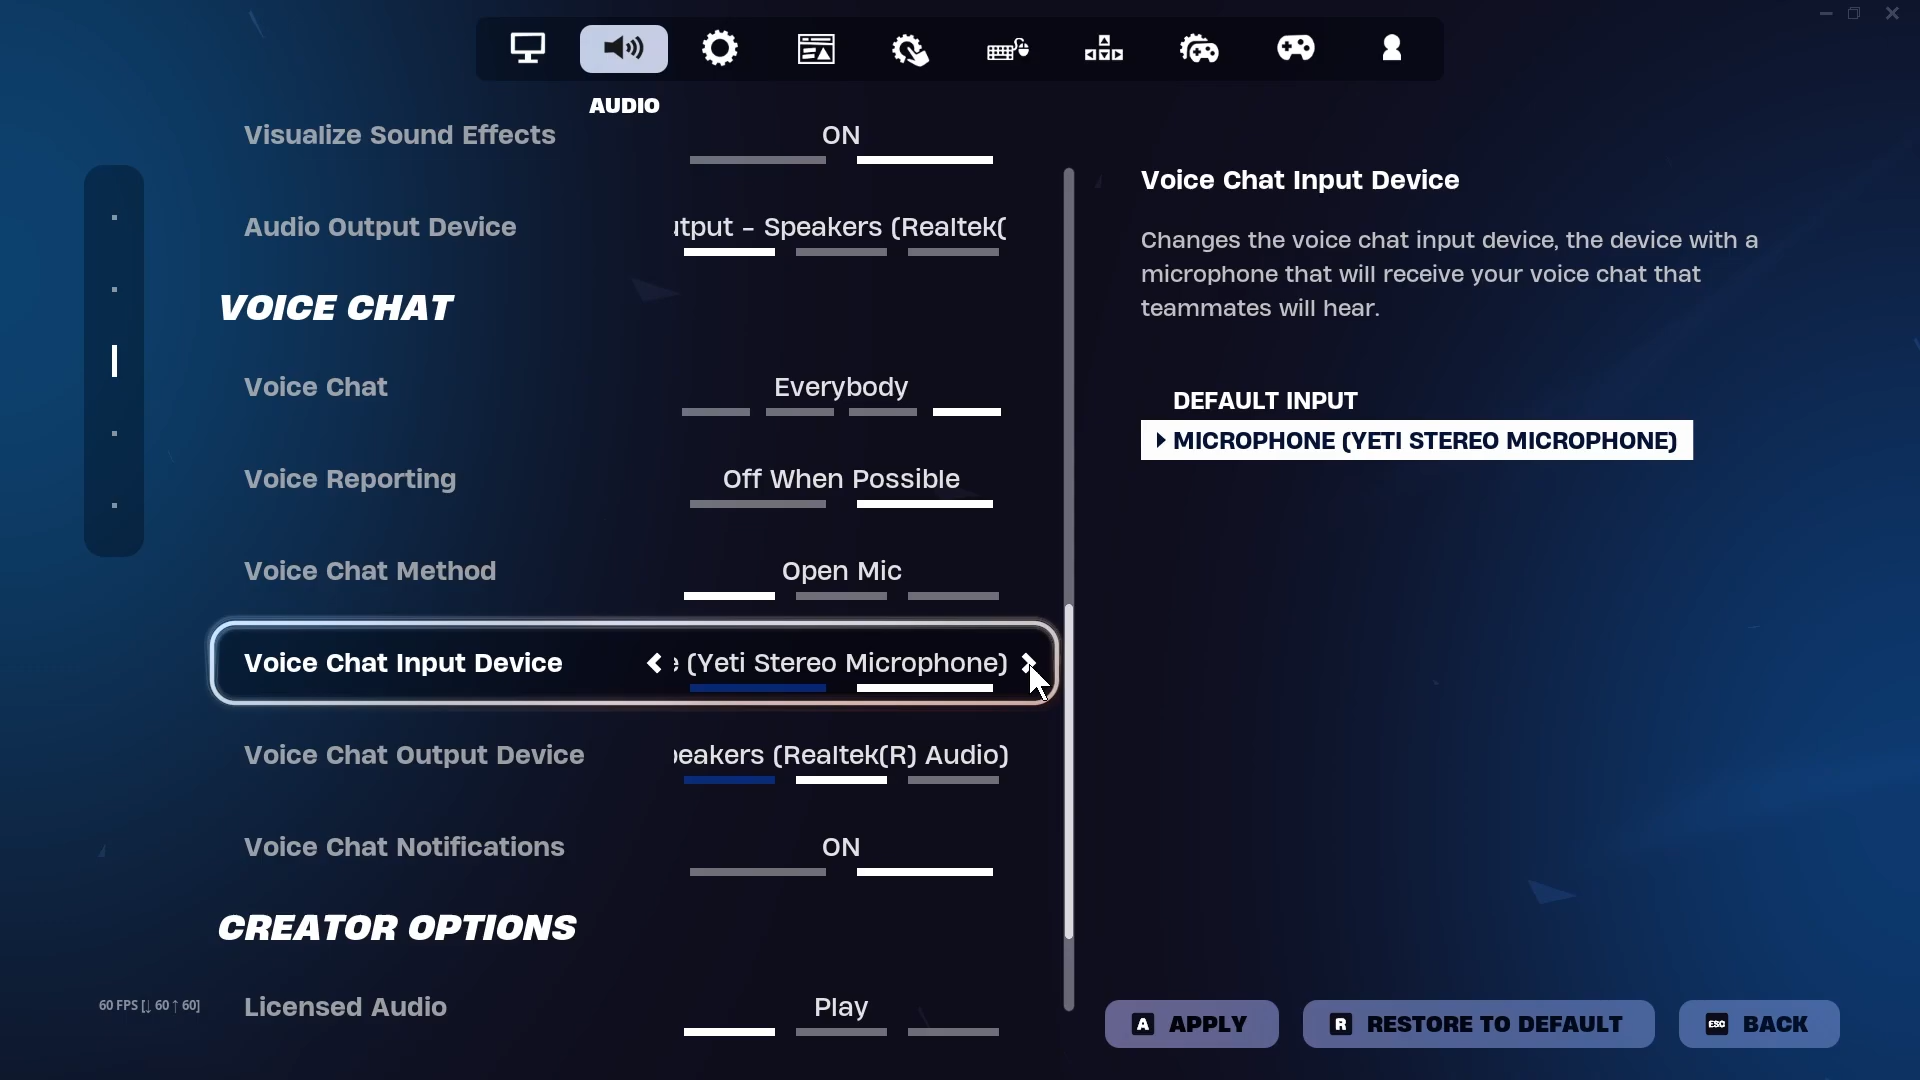 AUDIO
Visualize Sound Effects
ON
Audio Output Device
utput - Speakers (Realtek(
VOICE CHAT
Voice Chat
Everybody
Voice Reporting
Off When Possible
Voice Chat Method
Open Mic
Voice Chat Input Device
e (Yeti Stereo Microphone)
Voice Chat Output Device
peakers (Realtek(R) Audio)
Voice Chat Notifications
ON
CREATOR OPTIONS
Licensed Audio
Play
60 FPS [↓ 60 ↑ 60]
Voice Chat Input Device
Changes the voice chat input device, the device with a
microphone that will receive your voice chat that
teammates will hear.
DEFAULT INPUT
MICROPHONE (YETI STEREO MICROPHONE)
A APPLY
R RESTORE TO DEFAULT
ESC BACK